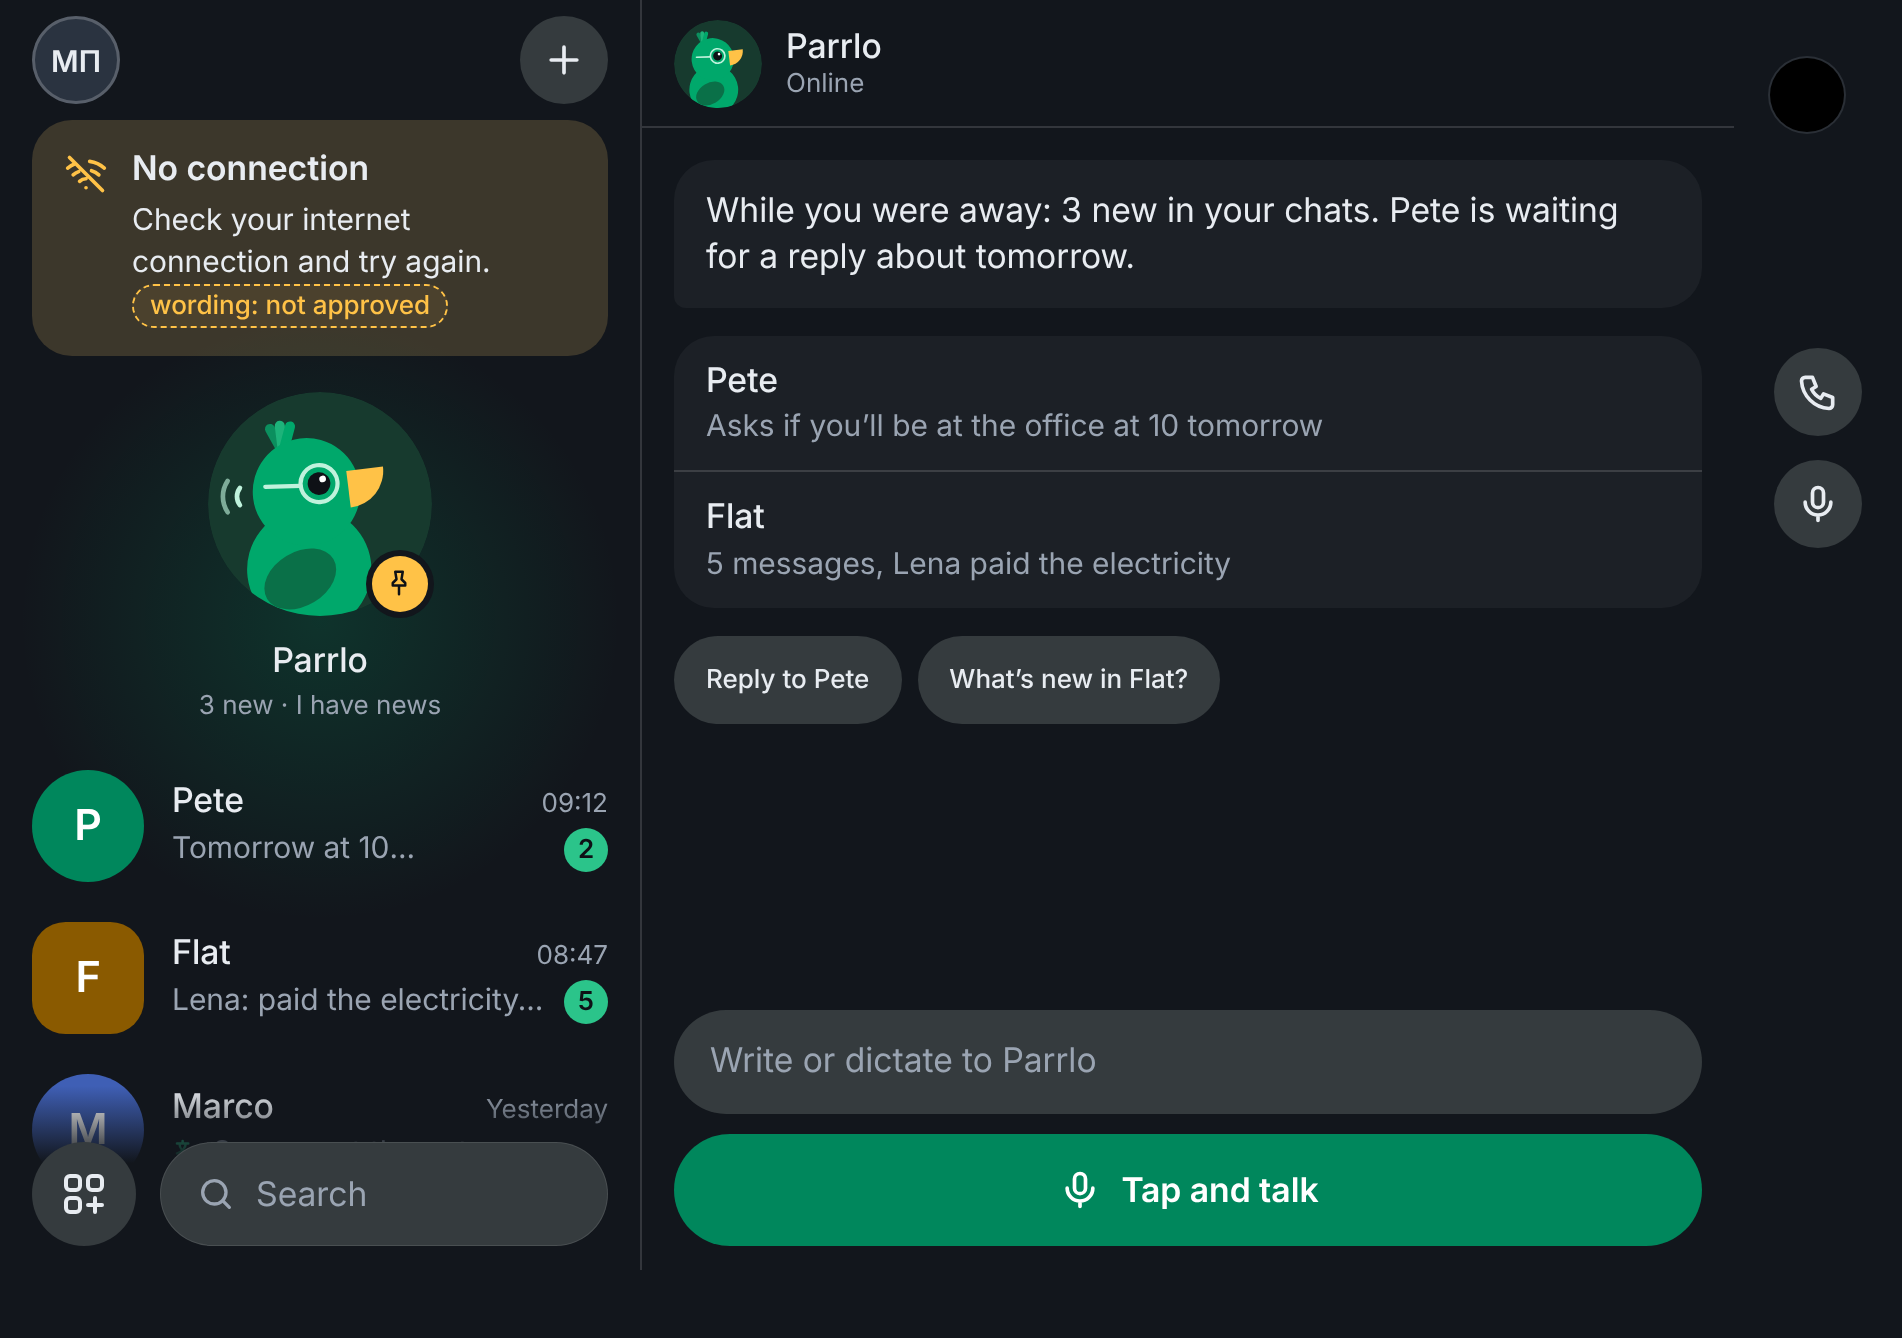 МП
No connection
Check your internet
connection and try again.
wording: not approved
Parrlo
3 new · I have news
Pete
09:12
Tomorrow at 10...
2
P
Flat
08:47
Lena: paid the electricity...
5
F
Marco
Yesterday
M
Search
Parrlo
Online
While you were away: 3 new in your chats. Pete is waiting
for a reply about tomorrow.
Pete
Asks if you’ll be at the office at 10 tomorrow
Flat
5 messages, Lena paid the electricity
Reply to Pete
What’s new in Flat?
Write or dictate to Parrlo
Tap and talk